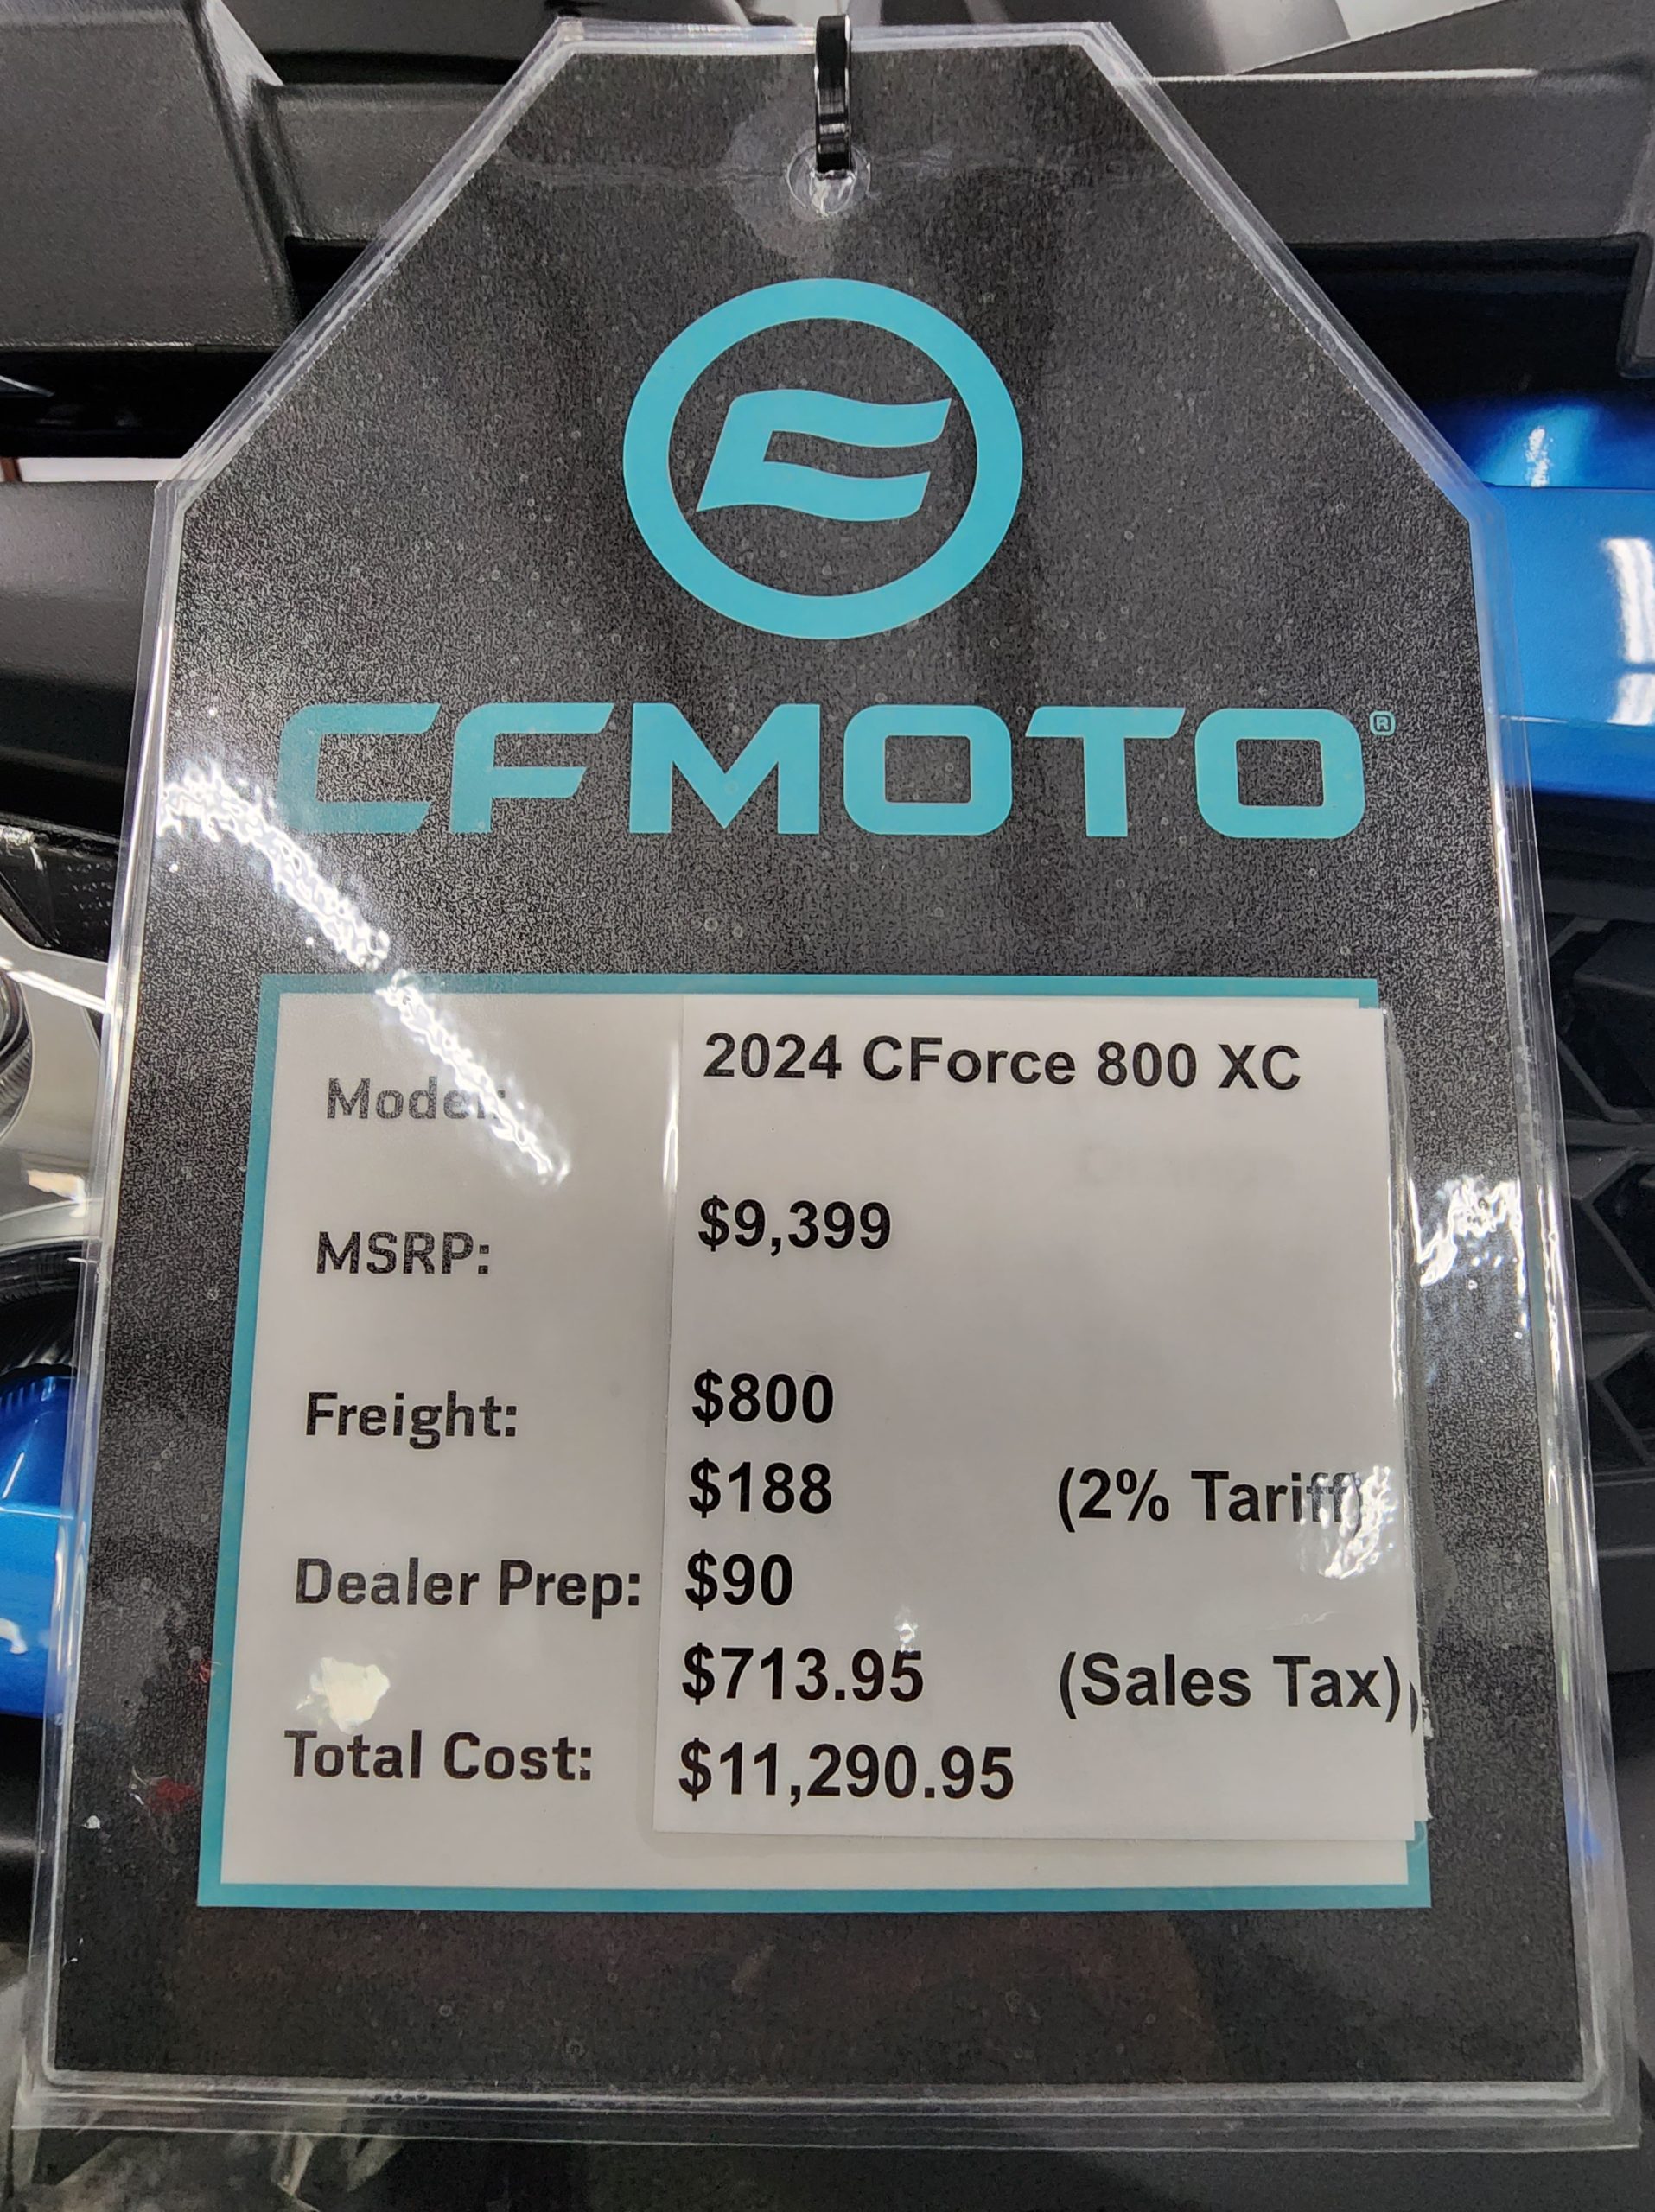 CFMOTO®
Model: 2024 CForce 800 XC
MSRP: $9,399
Freight: $800
$188 (2% Tariff)
Dealer Prep: $90
$713.95 (Sales Tax)
Total Cost: $11,290.95